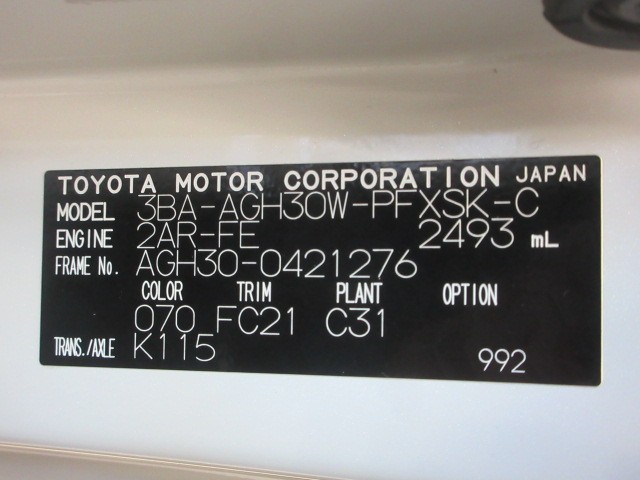 TOYOTA MOTOR CORPORATION JAPAN
MODEL 3BA-AGH30W-PFXSK-C
ENGINE 2AR-FE 2493 mL
FRAME No. AGH30-0421276
COLOR TRIM PLANT OPTION
070 FC21 C31
TRANS./AXLE K115
992